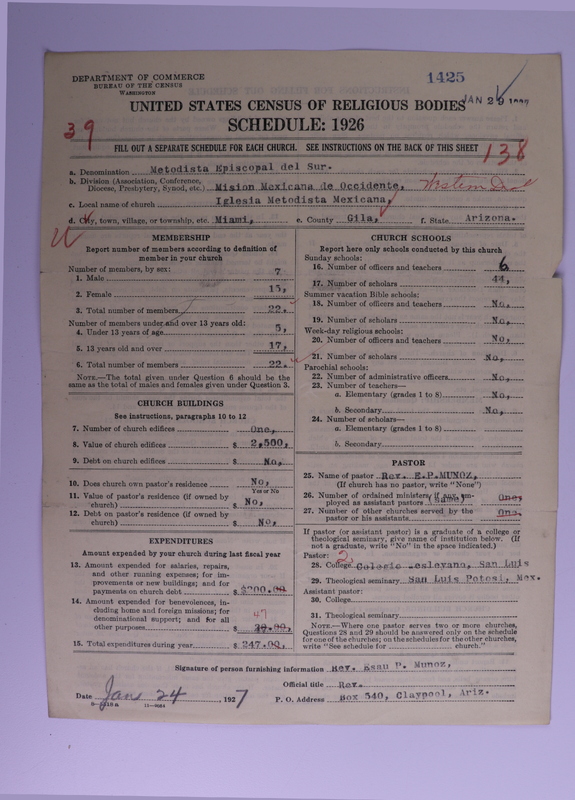 DEPARTMENT OF COMMERCE
BUREAU OF THE CENSUS
WASHINGTON
1425
JAN 29
UNITED STATES CENSUS OF RELIGIOUS BODIES
SCHEDULE: 1926
39
138
FILL OUT A SEPARATE SCHEDULE FOR EACH CHURCH. SEE INSTRUCTIONS ON THE BACK OF THIS SHEET
a. Denomination Metodista Episcopal del Sur.
b. Division (Association, Conference, Diocese, Presbytery, Synod, etc.) Mision Mexicana de Occidente, Western
c. Local name of church Iglesia Metodista Mexicana,
d. City, town, village, or township, etc. Miami, e. County Gila, f. State Arizona.
MEMBERSHIP
Report number of members according to definition of
member in your church
Number of members, by sex:
1. Male 7
2. Female 15,
3. Total number of members 22.
Number of members under and over 13 years old:
4. Under 13 years of age 5,
5. 13 years old and over 17,
6. Total number of members 22.
NOTE.—The total given under Question 6 should be the
same as the total of males and females given under Question 3.
CHURCH BUILDINGS
See instructions, paragraphs 10 to 12
7. Number of church edifices One,
8. Value of church edifices $ 2,500,
9. Debt on church edifices $ No,
10. Does church own pastor's residence? No,
Yes or No
11. Value of pastor's residence (if owned by
church) $ No,
12. Debt on pastor's residence (if owned by
church) $ No,
EXPENDITURES
Amount expended by your church during last fiscal year
13. Amount expended for salaries, repairs,
and other running expenses; for im-
provements or new buildings; and for
payments on church debt $ $200.00
14. Amount expended for benevolences, in-
cluding home and foreign missions; for
denominational support; and for all
other purposes $ 47
15. Total expenditures during year $ 247.00,
CHURCH SCHOOLS
Report here only schools conducted by this church
Sunday schools:
16. Number of officers and teachers 6,
17. Number of scholars 44,
Summer vacation Bible schools:
18. Number of officers and teachers No,
19. Number of scholars No,
Week-day religious schools:
20. Number of officers and teachers No,
21. Number of scholars No,
Parochial schools:
22. Number of administrative officers No,
23. Number of teachers—
a. Elementary (grades 1 to 8) No,
b. Secondary No,
24. Number of scholars—
a. Elementary (grades 1 to 8)
b. Secondary
PASTOR
25. Name of pastor Rev. E.P.MUNOZ,
(If church has no pastor, write "None")
26. Number of ordained ministers, if any, em-
ployed as assistant pastors (None) One,
27. Number of other churches served by the
pastor or his assistants One.
If pastor (or assistant pastor) is a graduate of a college or
theological seminary, give name of institution below. (If
not a graduate, write "No" in the space indicated.)
Pastor: 2
28. College Colegio Wesleyano, San Luis
29. Theological seminary San Luis Potosi, Mex.
Assistant pastor:
30. College
31. Theological seminary
NOTE.—Where one pastor serves two or more churches,
Questions 28 and 29 should be answered only on the schedule
for one of the churches; on the schedules for the other churches,
write "See schedule for church."
Signature of person furnishing information Rev. Esau P. Munoz,
Official title Rev.
Date Jan 24, 1927
P. O. Address Box 540, Claypool, Ariz.